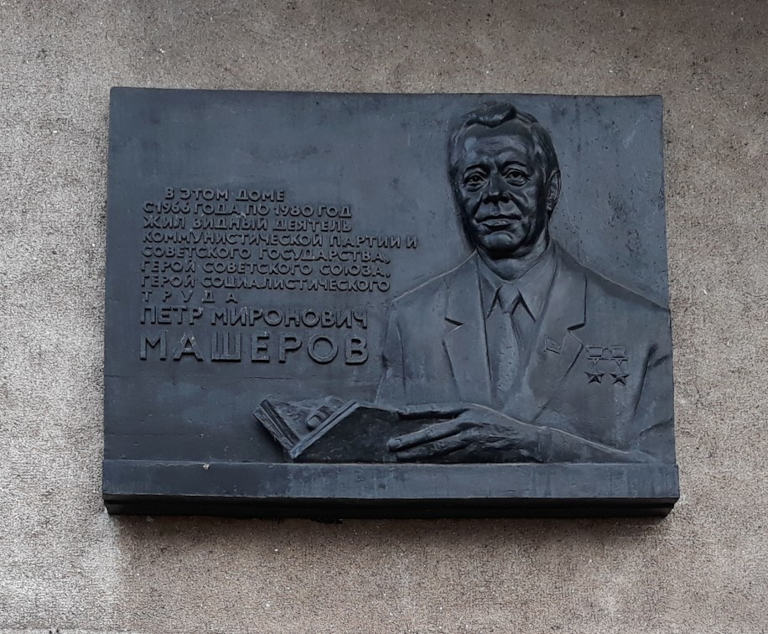 В ЭТОМ ДОМЕ
С 1966 ГОДА ПО 1980 ГОД
ЖИЛ ВИДНЫЙ ДЕЯТЕЛЬ
КОММУНИСТИЧЕСКОЙ ПАРТИИ И
СОВЕТСКОГО ГОСУДАРСТВА,
ГЕРОЙ СОВЕТСКОГО СОЮЗА,
ГЕРОЙ СОЦИАЛИСТИЧЕСКОГО
ТРУДА
ПЕТР МИРОНОВИЧ
МАШЕРОВ